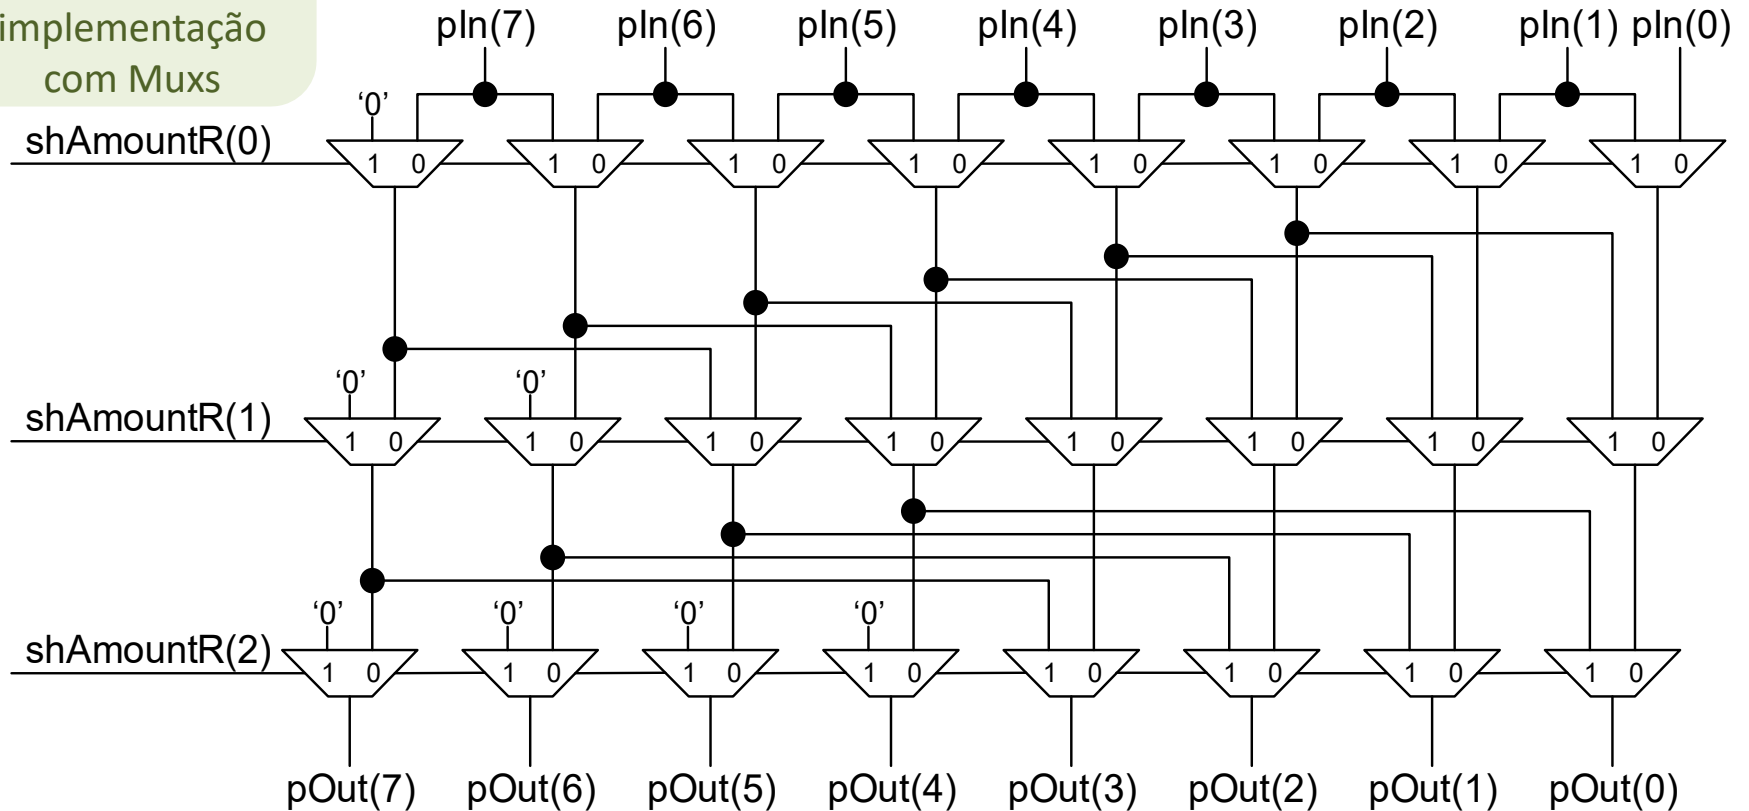 implementação
com Muxs
pIn(7) pIn(6) pIn(5) pIn(4) pIn(3) pIn(2) pIn(1) pIn(0)
‘0’
shAmountR(0)
1 0 1 0 1 0 1 0 1 0 1 0 1 0 1 0
‘0’ ‘0’
shAmountR(1)
1 0 1 0 1 0 1 0 1 0 1 0 1 0 1 0
‘0’ ‘0’ ‘0’ ‘0’
shAmountR(2)
1 0 1 0 1 0 1 0 1 0 1 0 1 0 1 0
pOut(7) pOut(6) pOut(5) pOut(4) pOut(3) pOut(2) pOut(1) pOut(0)